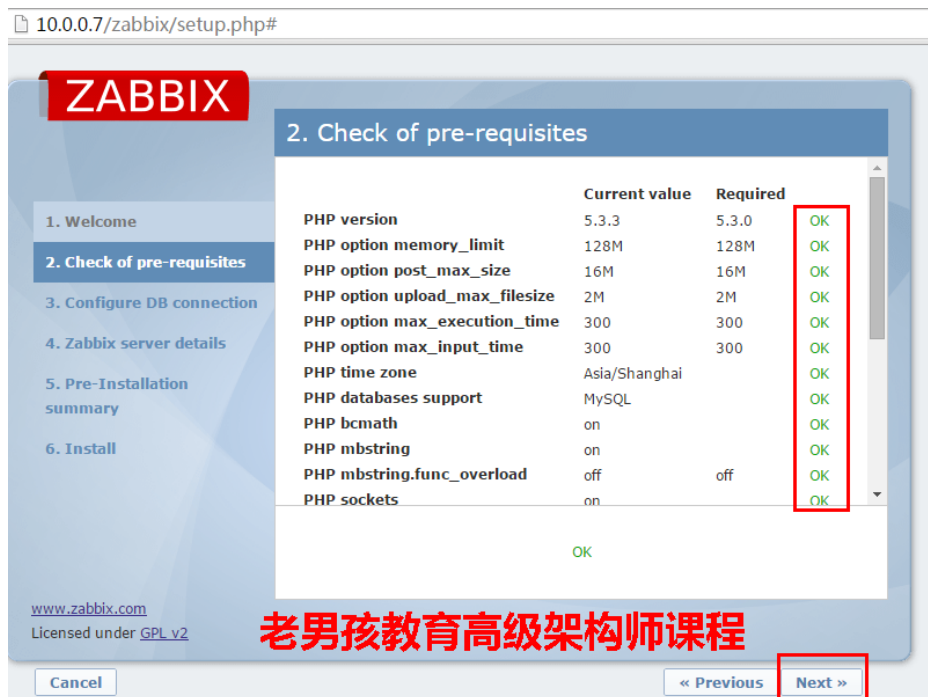 10.0.0.7/zabbix/setup.php#
ZABBIX
2. Check of pre-requisites
1. Welcome
2. Check of pre-requisites
3. Configure DB connection
4. Zabbix server details
5. Pre-Installation
summary
6. Install
Current value Required
PHP version 5.3.3 5.3.0 OK
PHP option memory_limit 128M 128M OK
PHP option post_max_size 16M 16M OK
PHP option upload_max_filesize 2M 2M OK
PHP option max_execution_time 300 300 OK
PHP option max_input_time 300 300 OK
PHP time zone Asia/Shanghai OK
PHP databases support MySQL OK
PHP bcmath on OK
PHP mbstring on OK
PHP mbstring.func_overload off off OK
PHP sockets on OK
OK
www.zabbix.com
Licensed under GPL v2
老男孩教育高级架构师课程
Cancel
« Previous
Next »